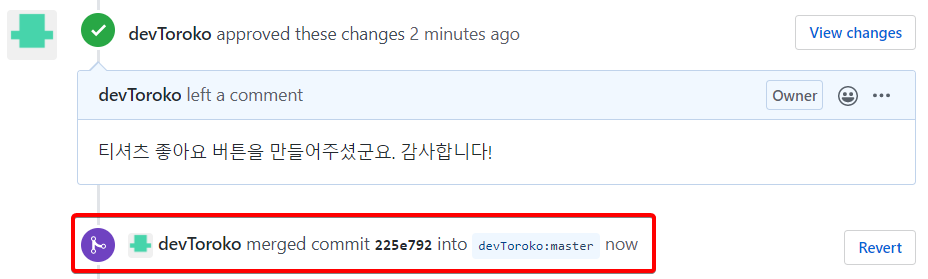 devToroko approved these changes 2 minutes ago
View changes
devToroko left a comment
Owner
티셔츠 좋아요 버튼을 만들어주셨군요. 감사합니다!
devToroko merged commit 225e792 into devToroko:master now
Revert